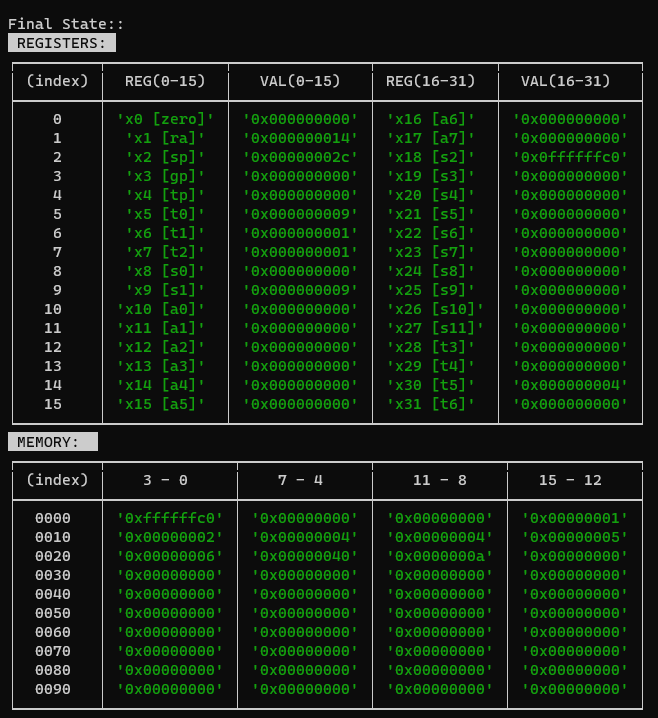 Final State::
REGISTERS:
(index) REG(0-15) VAL(0-15) REG(16-31) VAL(16-31)
0 'x0 [zero]' '0x000000000' 'x16 [a6]' '0x000000000'
1 'x1 [ra]' '0x000000014' 'x17 [a7]' '0x000000000'
2 'x2 [sp]' '0x00000002c' 'x18 [s2]' '0x0ffffffc0'
3 'x3 [gp]' '0x000000000' 'x19 [s3]' '0x000000000'
4 'x4 [tp]' '0x000000000' 'x20 [s4]' '0x000000000'
5 'x5 [t0]' '0x000000009' 'x21 [s5]' '0x000000000'
6 'x6 [t1]' '0x000000001' 'x22 [s6]' '0x000000000'
7 'x7 [t2]' '0x000000001' 'x23 [s7]' '0x000000000'
8 'x8 [s0]' '0x000000000' 'x24 [s8]' '0x000000000'
9 'x9 [s1]' '0x000000009' 'x25 [s9]' '0x000000000'
10 'x10 [a0]' '0x000000000' 'x26 [s10]' '0x000000000'
11 'x11 [a1]' '0x000000000' 'x27 [s11]' '0x000000000'
12 'x12 [a2]' '0x000000000' 'x28 [t3]' '0x000000000'
13 'x13 [a3]' '0x000000000' 'x29 [t4]' '0x000000000'
14 'x14 [a4]' '0x000000000' 'x30 [t5]' '0x000000004'
15 'x15 [a5]' '0x000000000' 'x31 [t6]' '0x000000000'
MEMORY:
(index) 3 - 0 7 - 4 11 - 8 15 - 12
0000 '0xffffffc0' '0x00000000' '0x00000000' '0x00000001'
0010 '0x00000002' '0x00000004' '0x00000004' '0x00000005'
0020 '0x00000006' '0x00000040' '0x0000000a' '0x00000000'
0030 '0x00000000' '0x00000000' '0x00000000' '0x00000000'
0040 '0x00000000' '0x00000000' '0x00000000' '0x00000000'
0050 '0x00000000' '0x00000000' '0x00000000' '0x00000000'
0060 '0x00000000' '0x00000000' '0x00000000' '0x00000000'
0070 '0x00000000' '0x00000000' '0x00000000' '0x00000000'
0080 '0x00000000' '0x00000000' '0x00000000' '0x00000000'
0090 '0x00000000' '0x00000000' '0x00000000' '0x00000000'